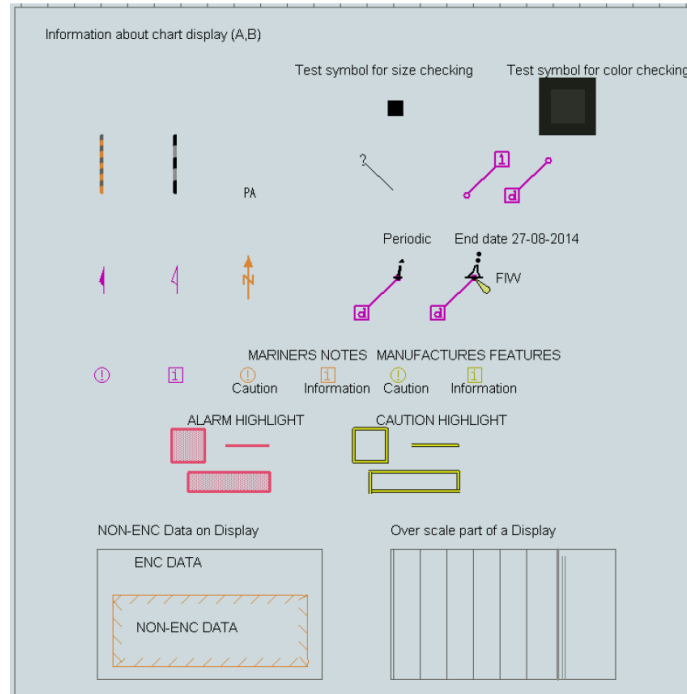 Information about chart display (A,B)
Test symbol for size checking
Test symbol for color checking
?
1
d
PA
Periodic
End date 27-08-2014
N
FlW
d
d
MARINERS NOTES
MANUFACTURES FEATURES
!
i
!
i
!
i
Caution
Information
Caution
Information
ALARM HIGHLIGHT
CAUTION HIGHLIGHT
NON-ENC Data on Display
Over scale part of a Display
ENC DATA
NON-ENC DATA